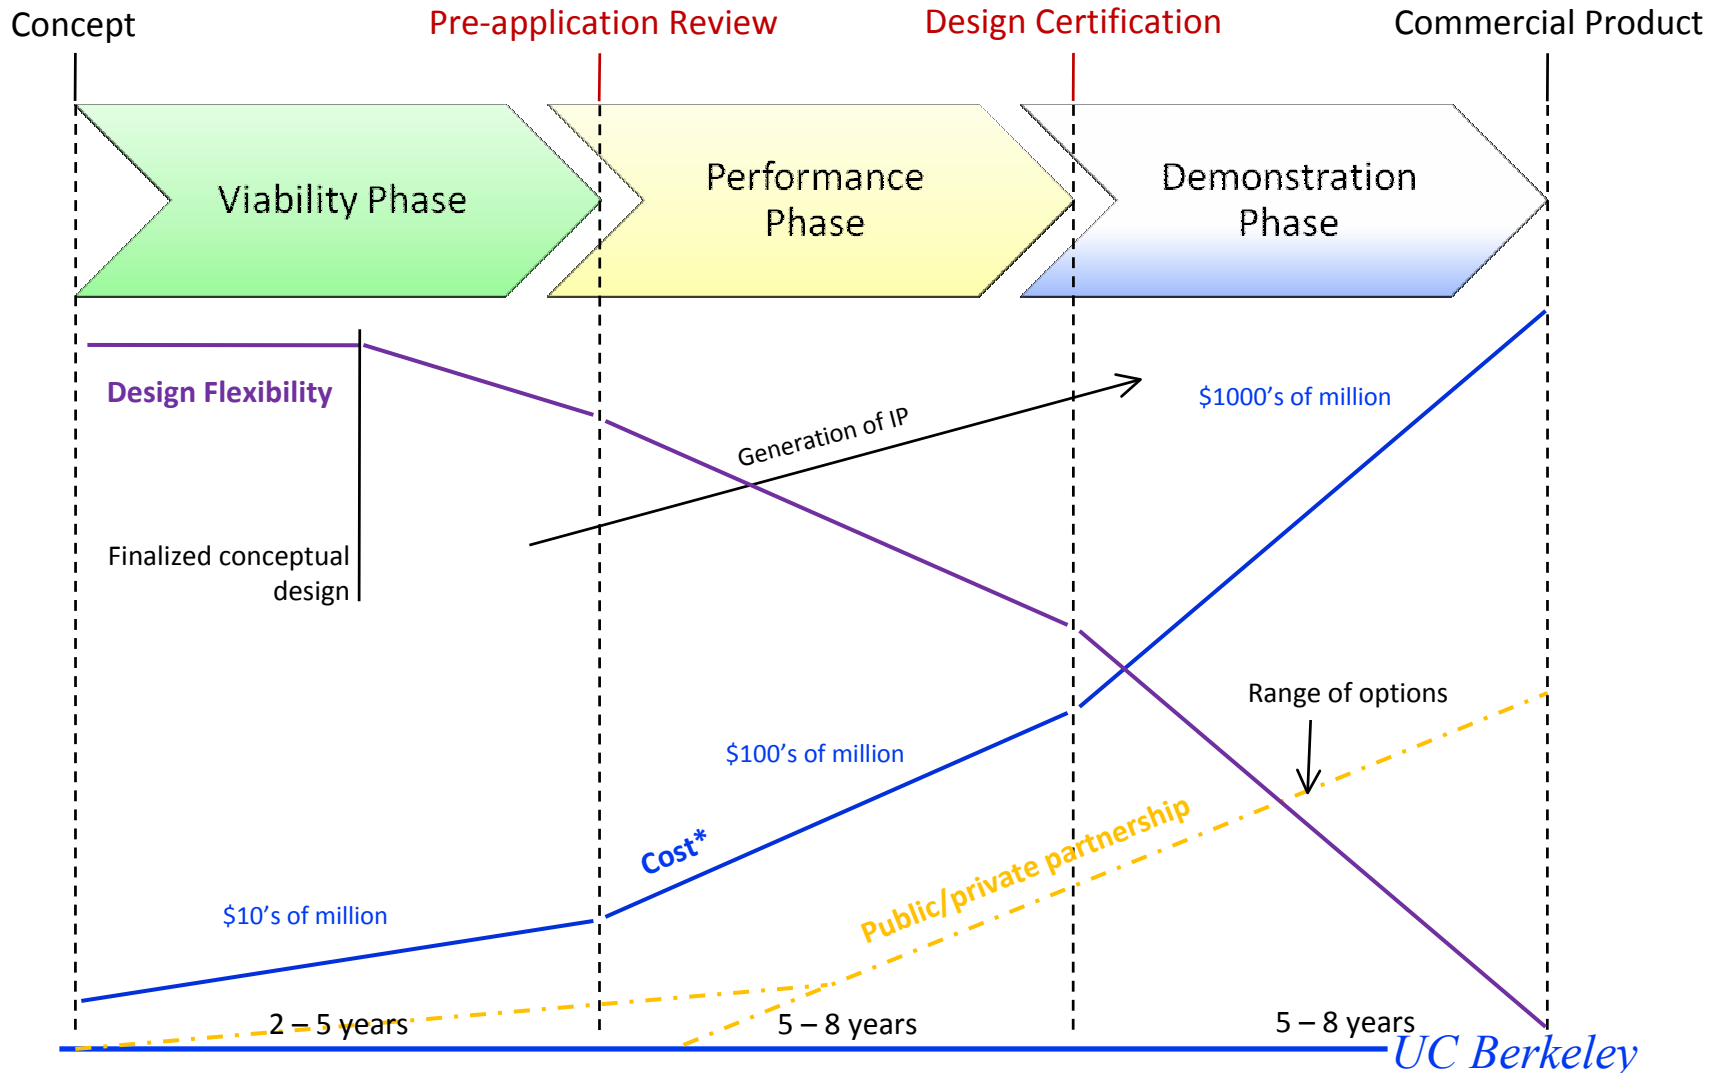 Concept
Pre-application Review
Design Certification
Commercial Product
Viability Phase
Performance
Phase
Demonstration
Phase
Design Flexibility
Generation of IP
$1000's of million
Finalized conceptual
design
Range of options
$100's of million
Cost*
Public/private partnership
$10's of million
2 – 5 years
5 – 8 years
5 – 8 years
UC Berkeley